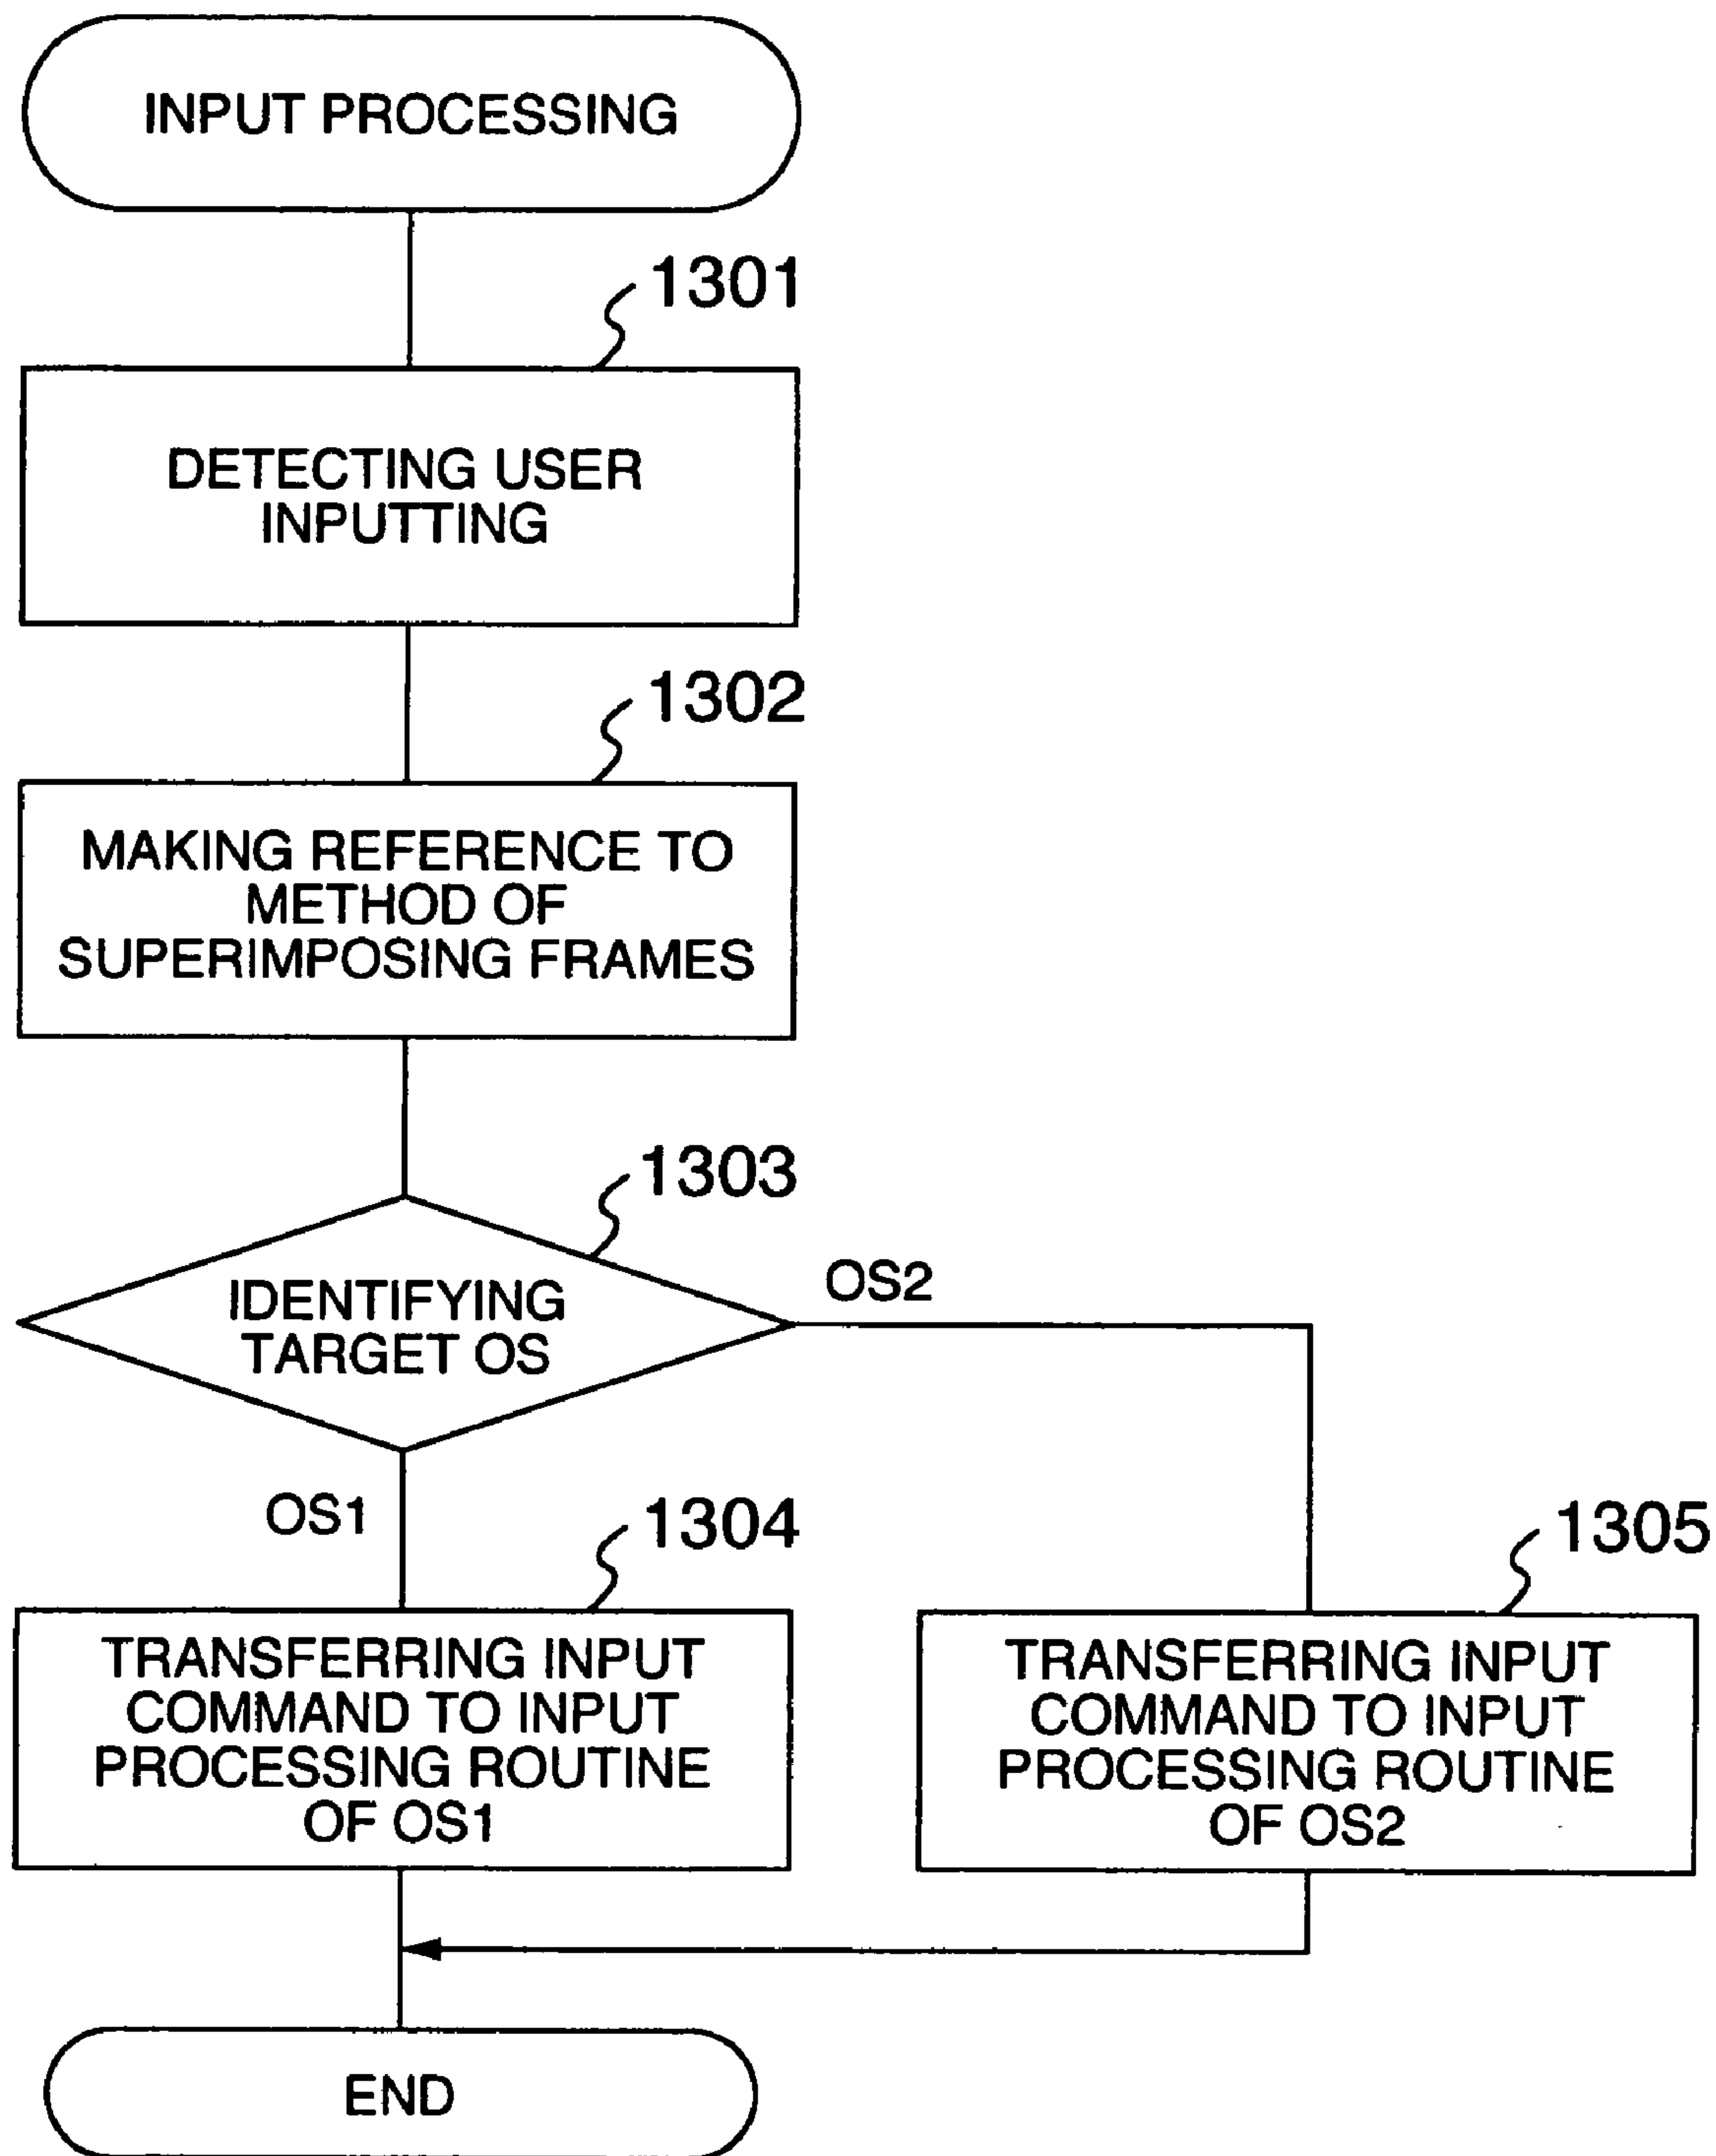 INPUT PROCESSING
1301
DETECTING USER
INPUTTING
1302
MAKING REFERENCE TO
METHOD OF
SUPERIMPOSING FRAMES
1303
IDENTIFYING
TARGET OS
OS2
OS1
1304
TRANSFERRING INPUT
COMMAND TO INPUT
PROCESSING ROUTINE
OF OS1
1305
TRANSFERRING INPUT
COMMAND TO INPUT
PROCESSING ROUTINE
OF OS2
END